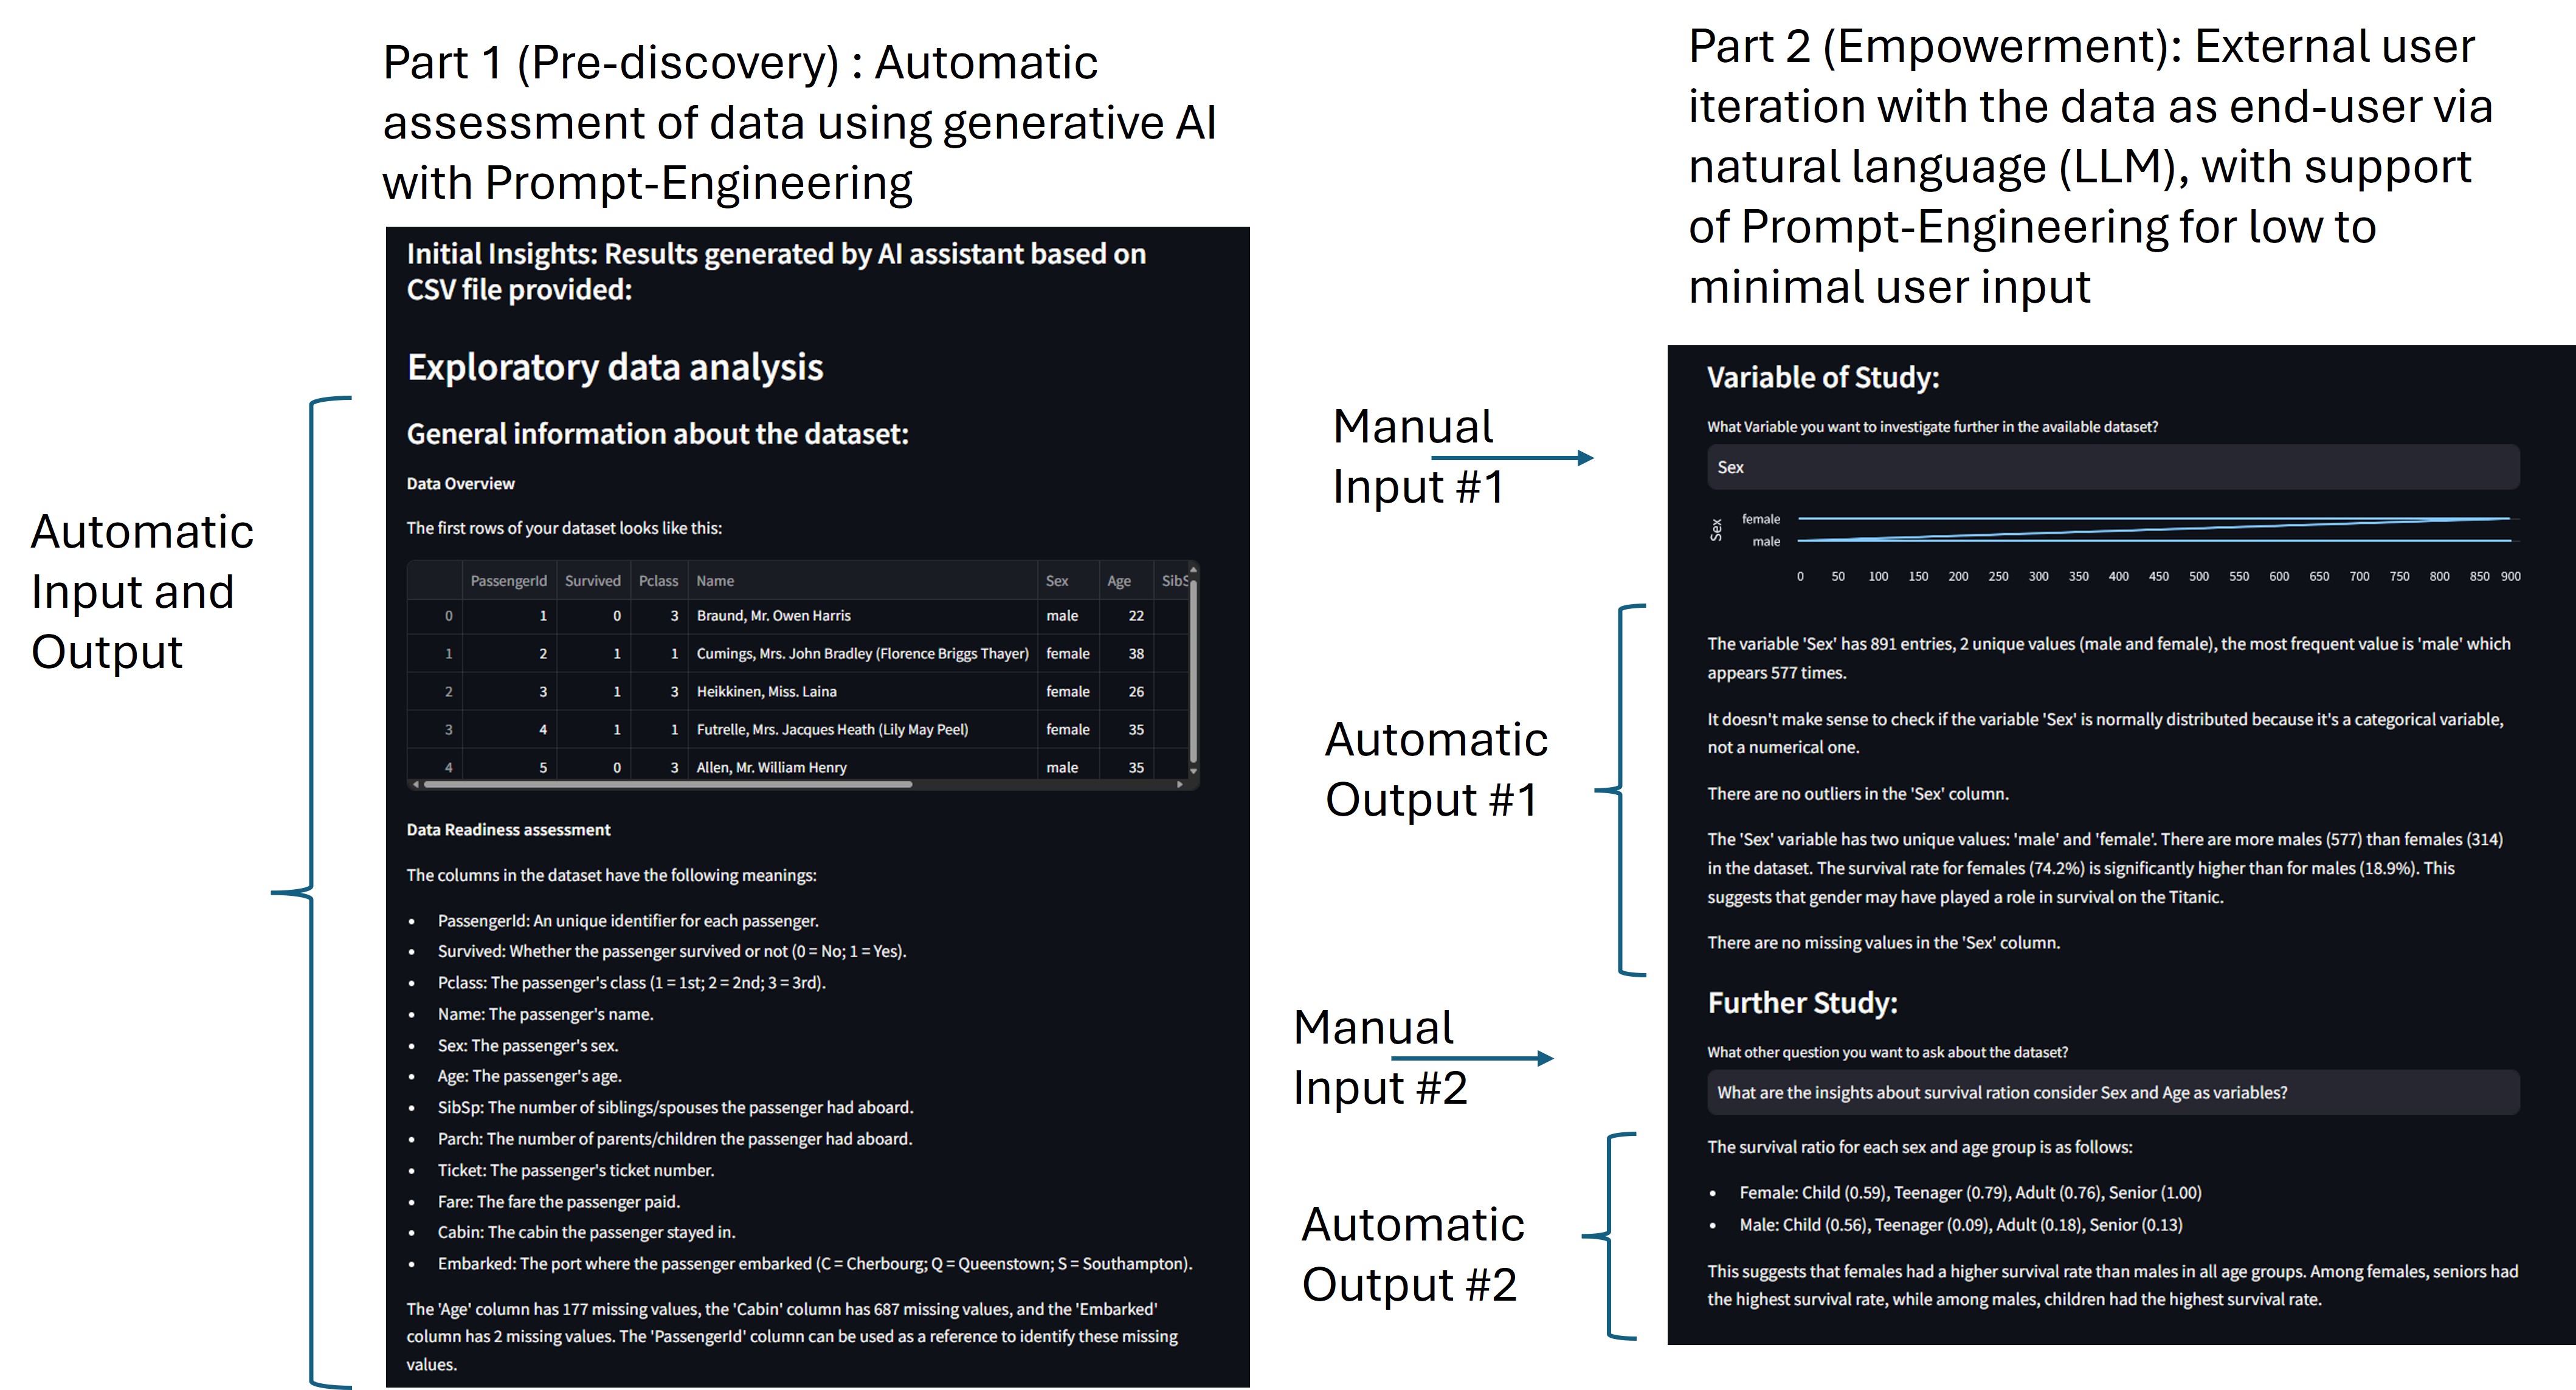 Part 1 (Pre-discovery) : Automatic
assessment of data using generative AI
with Prompt-Engineering
Automatic
Input and
Output
Initial Insights: Results generated by AI assistant based on
CSV file provided:
Exploratory data analysis
General information about the dataset:
Data Overview
The first rows of your dataset looks like this:
PassengerId Survived Pclass Name Sex Age SibS
0 1 0 3 Braund, Mr. Owen Harris male 22
1 2 1 1 Cumings, Mrs. John Bradley (Florence Briggs Thayer) female 38
2 3 1 3 Heikkinen, Miss. Laina female 26
3 4 1 1 Futrelle, Mrs. Jacques Heath (Lily May Peel) female 35
4 5 0 3 Allen, Mr. William Henry male 35
Data Readiness assessment
The columns in the dataset have the following meanings:
• PassengerId: An unique identifier for each passenger.
• Survived: Whether the passenger survived or not (0 = No; 1 = Yes).
• Pclass: The passenger's class (1 = 1st; 2 = 2nd; 3 = 3rd).
• Name: The passenger's name.
• Sex: The passenger's sex.
• Age: The passenger's age.
• SibSp: The number of siblings/spouses the passenger had aboard.
• Parch: The number of parents/children the passenger had aboard.
• Ticket: The passenger's ticket number.
• Fare: The fare the passenger paid.
• Cabin: The cabin the passenger stayed in.
• Embarked: The port where the passenger embarked (C = Cherbourg; Q = Queenstown; S = Southampton).
The 'Age' column has 177 missing values, the 'Cabin' column has 687 missing values, and the 'Embarked'
column has 2 missing values. The 'PassengerId' column can be used as a reference to identify these missing
values.
Part 2 (Empowerment): External user
iteration with the data as end-user via
natural language (LLM), with support
of Prompt-Engineering for low to
minimal user input
Manual
Input #1
Variable of Study:
What Variable you want to investigate further in the available dataset?
Sex
Sex
female
male
0 50 100 150 200 250 300 350 400 450 500 550 600 650 700 750 800 850 900
Automatic
Output #1
The variable 'Sex' has 891 entries, 2 unique values (male and female), the most frequent value is 'male' which
appears 577 times.
It doesn't make sense to check if the variable 'Sex' is normally distributed because it's a categorical variable,
not a numerical one.
There are no outliers in the 'Sex' column.
The 'Sex' variable has two unique values: 'male' and 'female'. There are more males (577) than females (314)
in the dataset. The survival rate for females (74.2%) is significantly higher than for males (18.9%). This
suggests that gender may have played a role in survival on the Titanic.
There are no missing values in the 'Sex' column.
Manual
Input #2
Further Study:
What other question you want to ask about the dataset?
What are the insights about survival ration consider Sex and Age as variables?
Automatic
Output #2
The survival ratio for each sex and age group is as follows:
• Female: Child (0.59), Teenager (0.79), Adult (0.76), Senior (1.00)
• Male: Child (0.56), Teenager (0.09), Adult (0.18), Senior (0.13)
This suggests that females had a higher survival rate than males in all age groups. Among females, seniors had
the highest survival rate, while among males, children had the highest survival rate.